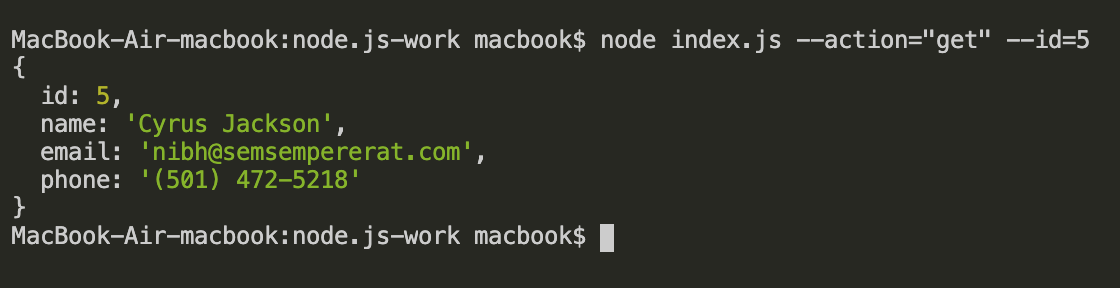 MacBook-Air-macbook:node.js-work macbook$ node index.js --action="get" --id=5
{
  id: 5,
  name: 'Cyrus Jackson',
  email: 'nibh@semsempererat.com',
  phone: '(501) 472-5218'
}
MacBook-Air-macbook:node.js-work macbook$